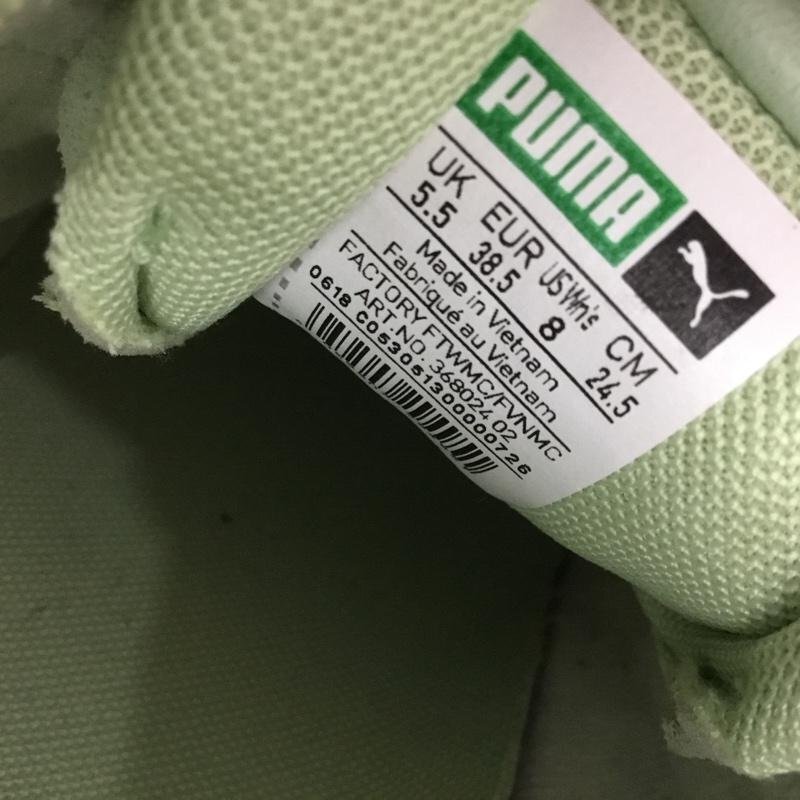 PUMA
UK EUR US Wn's CM
5.5 38.5 8 24.5
Made in Vietnam
Fabriqué au Vietnam
FACTORY FTWMC/FVNMC
ART.NO. 368024 02
0618 C053051300000726